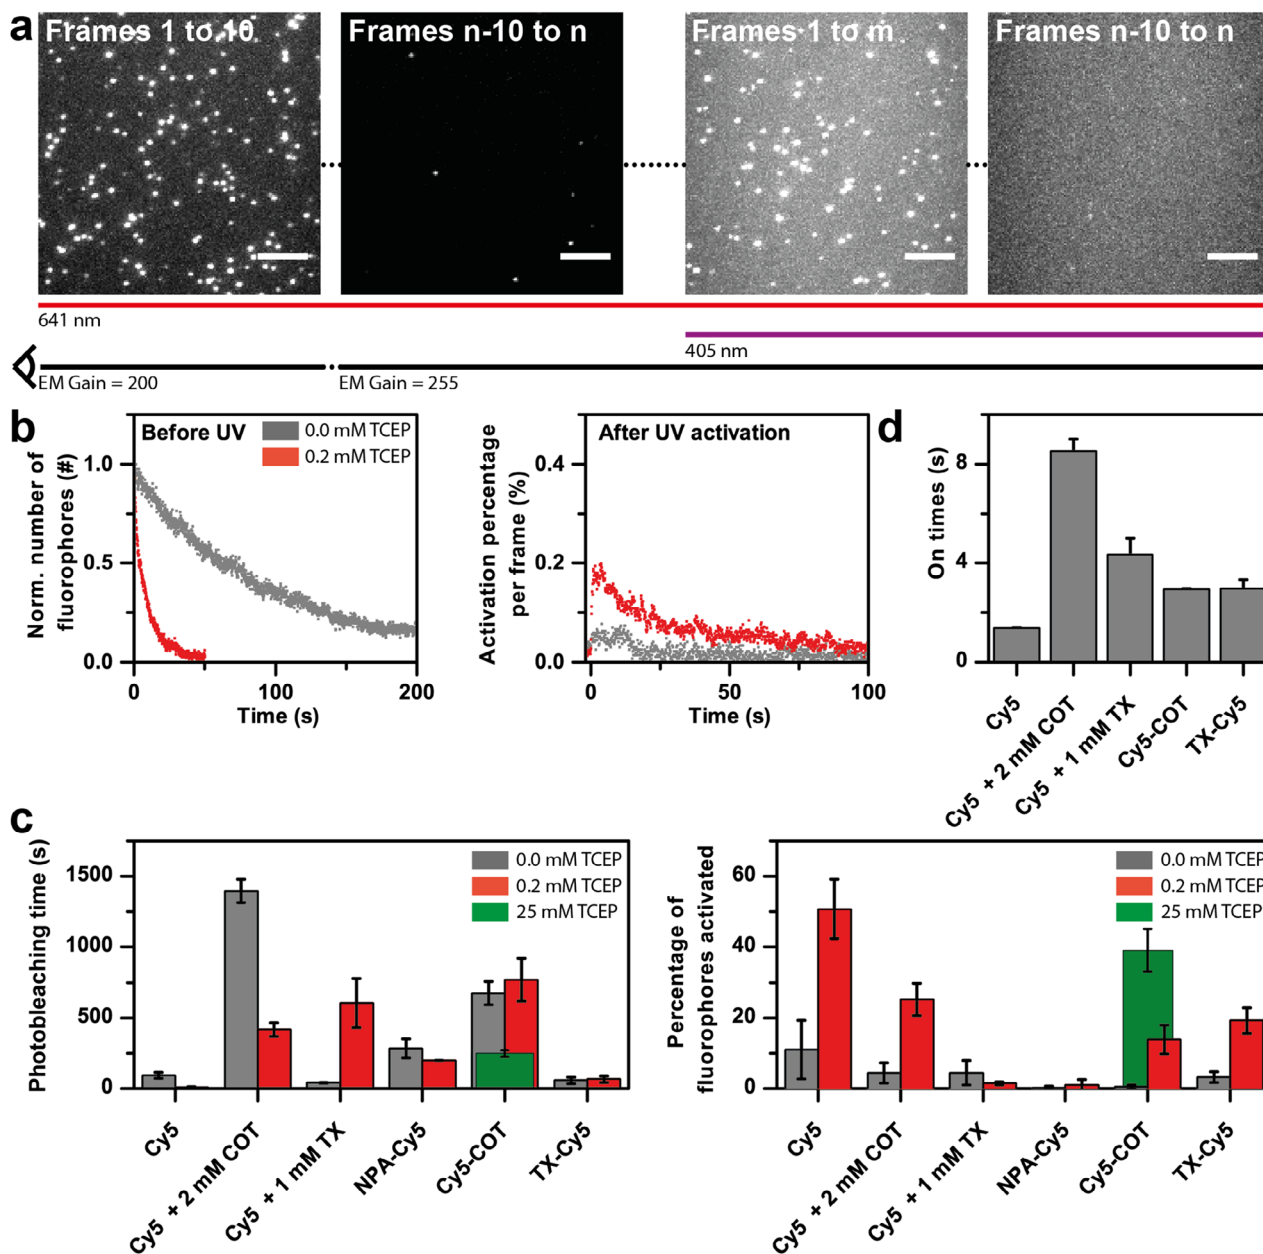 a
Frames 1 to 10
Frames n-10 to n
Frames 1 to m
Frames n-10 to n
641 nm
405 nm
EM Gain = 200
EM Gain = 255
b
Before UV
0.0 mM TCEP
0.2 mM TCEP
Norm. number of
fluorophores (#)
1.0
0.5
0.0
0
100
200
Time (s)
After UV activation
Activation percentage
per frame (%)
0.4
0.2
0.0
0
50
100
Time (s)
d
On times (s)
8
4
0
Cy5
Cy5 + 2 mM COT
Cy5 + 1 mM TX
Cy5-COT
TX-Cy5
c
Photobleaching time (s)
1500
1000
500
0
0.0 mM TCEP
0.2 mM TCEP
25 mM TCEP
Cy5
Cy5 + 2 mM COT
Cy5 + 1 mM TX
NPA-Cy5
Cy5-COT
TX-Cy5
Percentage of
fluorophores activated
60
40
20
0
0.0 mM TCEP
0.2 mM TCEP
25 mM TCEP
Cy5
Cy5 + 2 mM COT
Cy5 + 1 mM TX
NPA-Cy5
Cy5-COT
TX-Cy5